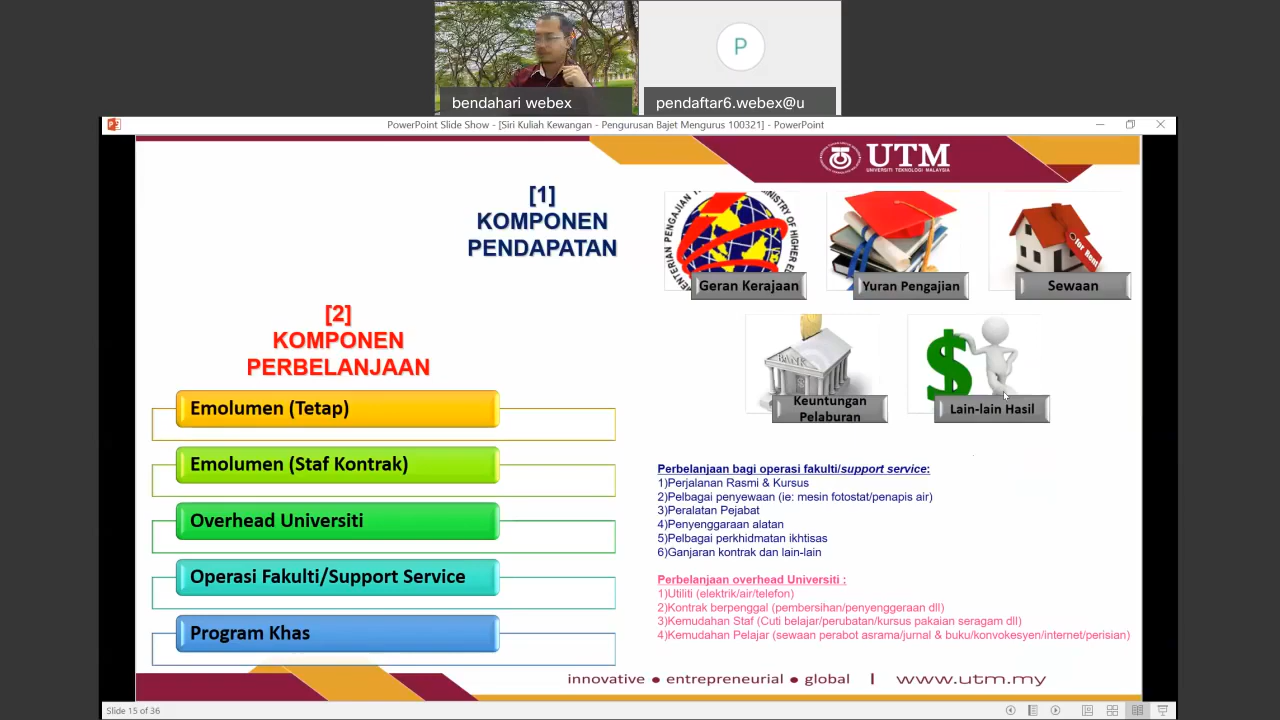 P
bendahari webex
pendaftar6.webex@u
PowerPoint Slide Show - [Siri Kuliah Kewangan - Pengurusan Bajet Mengurus 100321] - PowerPoint
UTM
UNIVERSITI TEKNOLOGI MALAYSIA
[1]
KOMPONEN
PENDAPATAN
Geran Kerajaan
Yuran Pengajian
for Rent
Sewaan
[2]
KOMPONEN
PERBELANJAAN
BANK
Keuntungan
Pelaburan
$
Lain-lain Hasil
Emolumen (Tetap)
Emolumen (Staf Kontrak)
Overhead Universiti
Operasi Fakulti/Support Service
Program Khas
Perbelanjaan bagi operasi fakulti/support service:
1)Perjalanan Rasmi & Kursus
2)Pelbagai penyewaan (ie: mesin fotostat/penapis air)
3)Peralatan Pejabat
4)Penyenggaraan alatan
5)Pelbagai perkhidmatan ikhtisas
6)Ganjaran kontrak dan lain-lain
Perbelanjaan overhead Universiti :
1)Utiliti (elektrik/air/telefon)
2)Kontrak berpenggal (pembersihan/penyenggeraan dll)
3)Kemudahan Staf (Cuti belajar/perubatan/kursus pakaian seragam dll)
4)Kemudahan Pelajar (sewaan perabot asrama/jurnal & buku/konvokesyen/internet/perisian)
innovative ● entrepreneurial ● global | www.utm.my
Slide 15 of 36